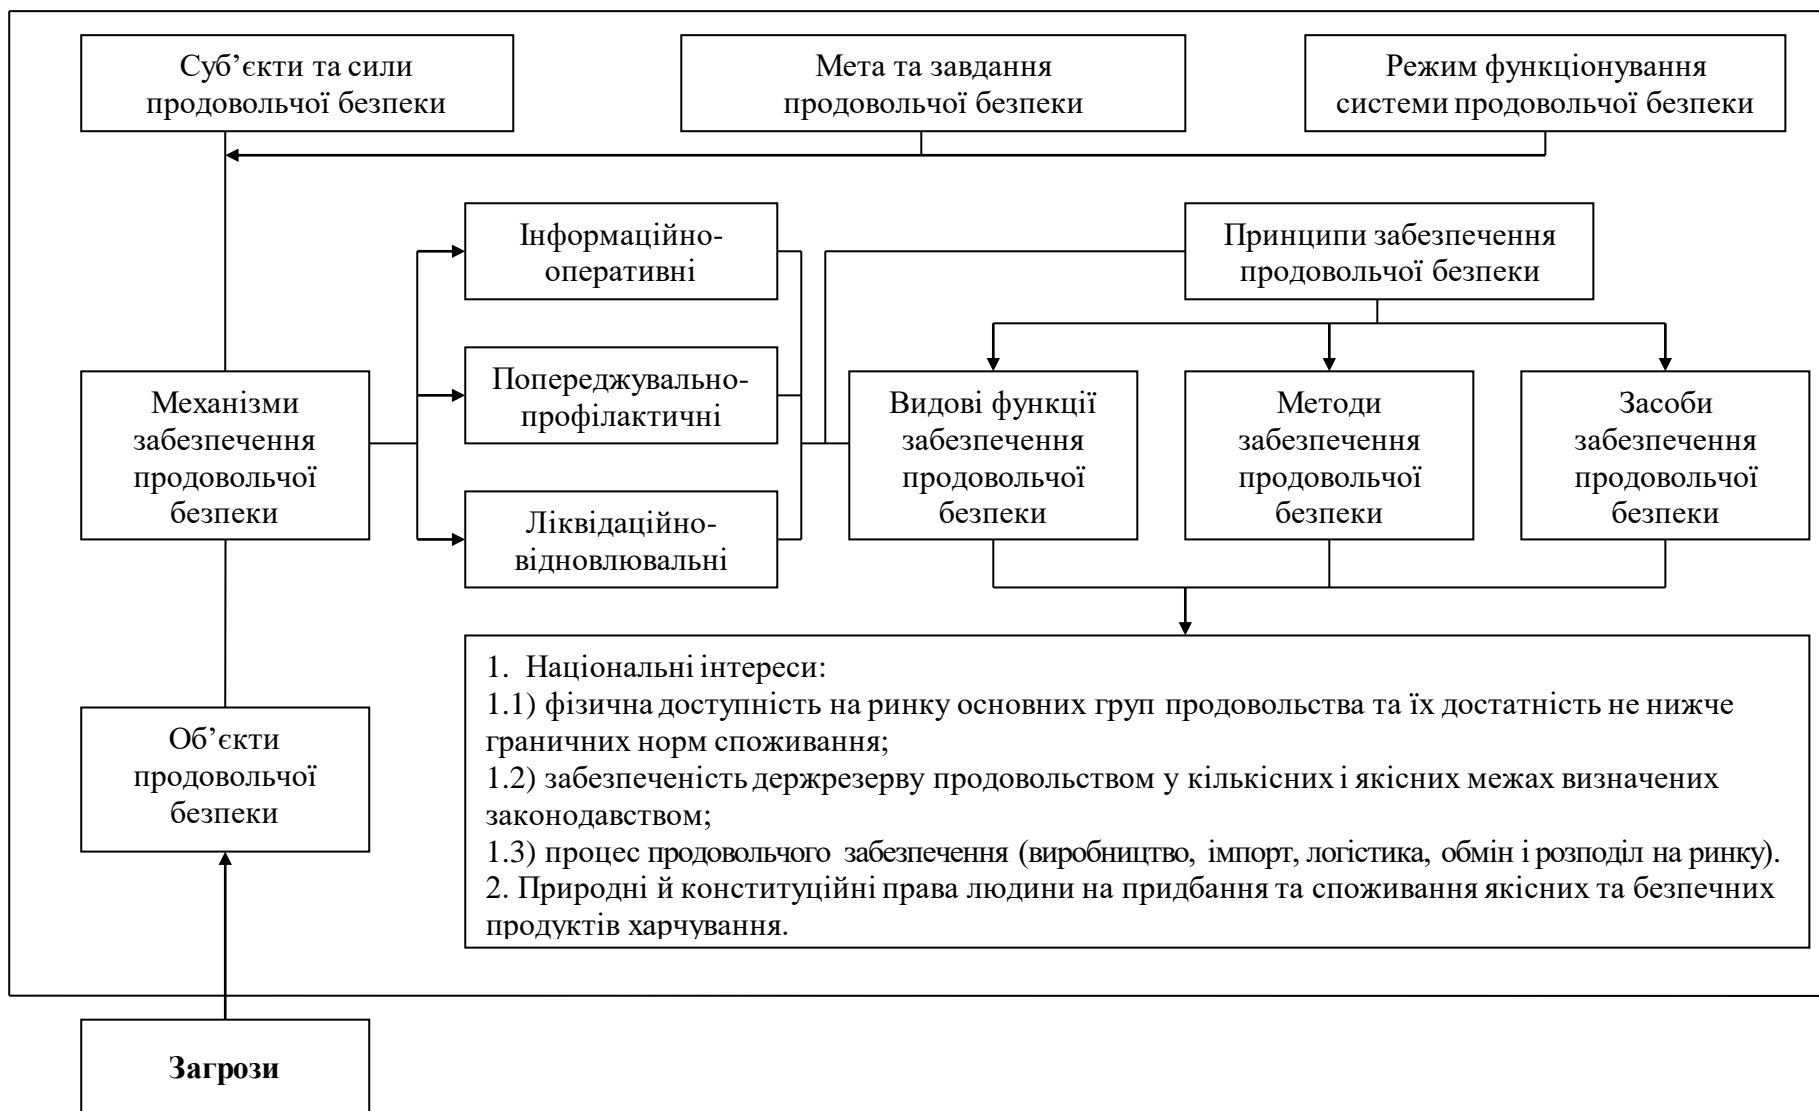 Суб’єкти та сили
продовольчої безпеки
Мета та завдання
продовольчої безпеки
Режим функціонування
системи продовольчої безпеки
Інформаційно-
оперативні
Принципи забезпечення
продовольчої безпеки
Попереджувально-
профілактичні
Механізми
забезпечення
продовольчої
безпеки
Видові функції
забезпечення
продовольчої
безпеки
Методи
забезпечення
продовольчої
безпеки
Засоби
забезпечення
продовольчої
безпеки
Ліквідаційно-
відновлювальні
Об’єкти
продовольчої
безпеки
1. Національні інтереси:
1.1) фізична доступність на ринку основних груп продовольства та їх достатність не нижче
граничних норм споживання;
1.2) забезпеченість держрезерву продовольством у кількісних і якісних межах визначених
законодавством;
1.3) процес продовольчого забезпечення (виробництво, імпорт, логістика, обмін і розподіл на ринку).
2. Природні й конституційні права людини на придбання та споживання якісних та безпечних
продуктів харчування.
Загрози